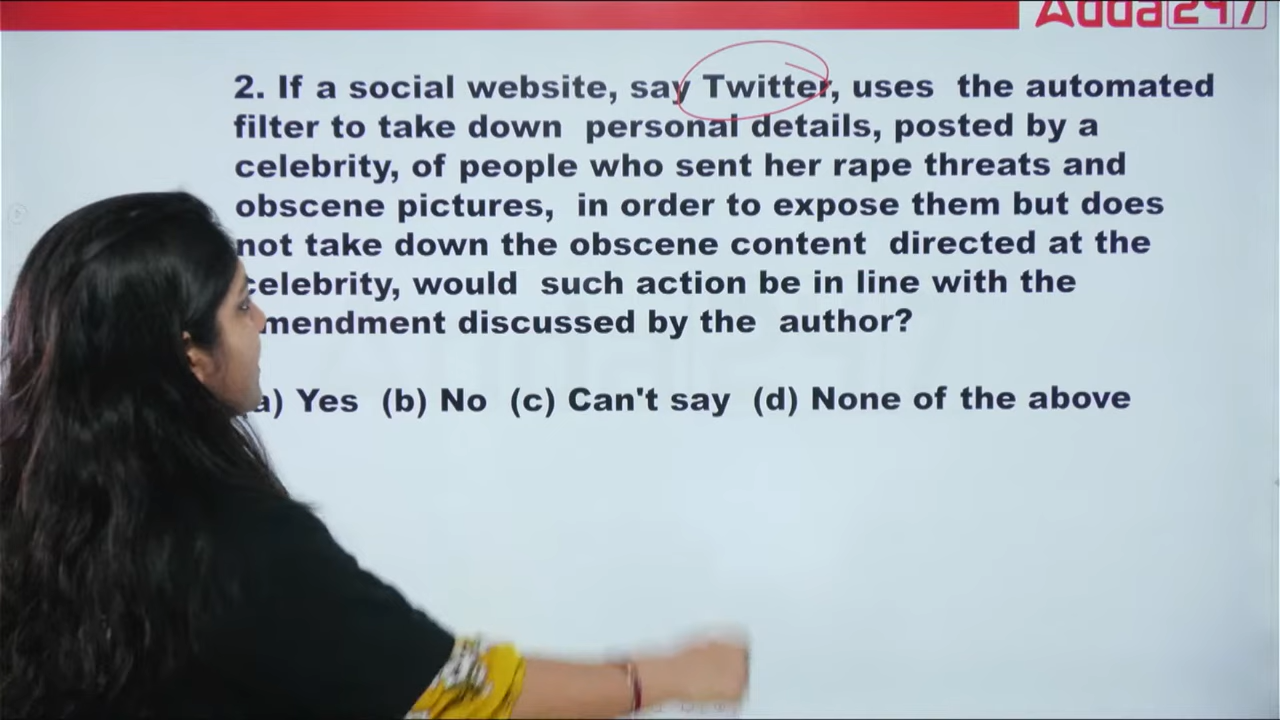 Adda247
2. If a social website, say Twitter, uses the automated
filter to take down personal details, posted by a
celebrity, of people who sent her rape threats and
obscene pictures, in order to expose them but does
not take down the obscene content directed at the
celebrity, would such action be in line with the
mendment discussed by the author?
a) Yes (b) No (c) Can't say (d) None of the above